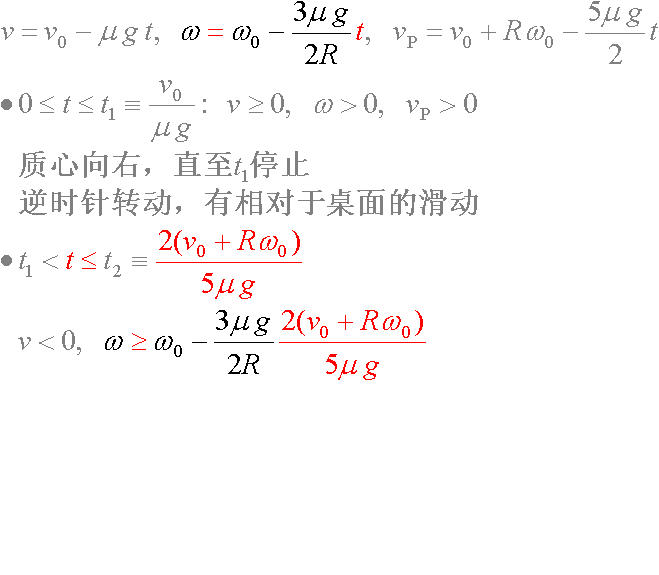 v = v₀ − μ g t, ω = ω₀ − 3μ g / 2R t, v_P = v₀ + Rω₀ − 5μ g / 2 t
• 0 ≤ t ≤ t₁ ≡ v₀ / μ g : v ≥ 0, ω > 0, v_P > 0
质心向右，直至t₁停止
逆时针转动，有相对于桌面的滑动
• t₁ < t ≤ t₂ ≡ 2(v₀ + Rω₀) / 5μ g
v < 0, ω ≥ ω₀ − 3μ g / 2R 2(v₀ + Rω₀) / 5μ g